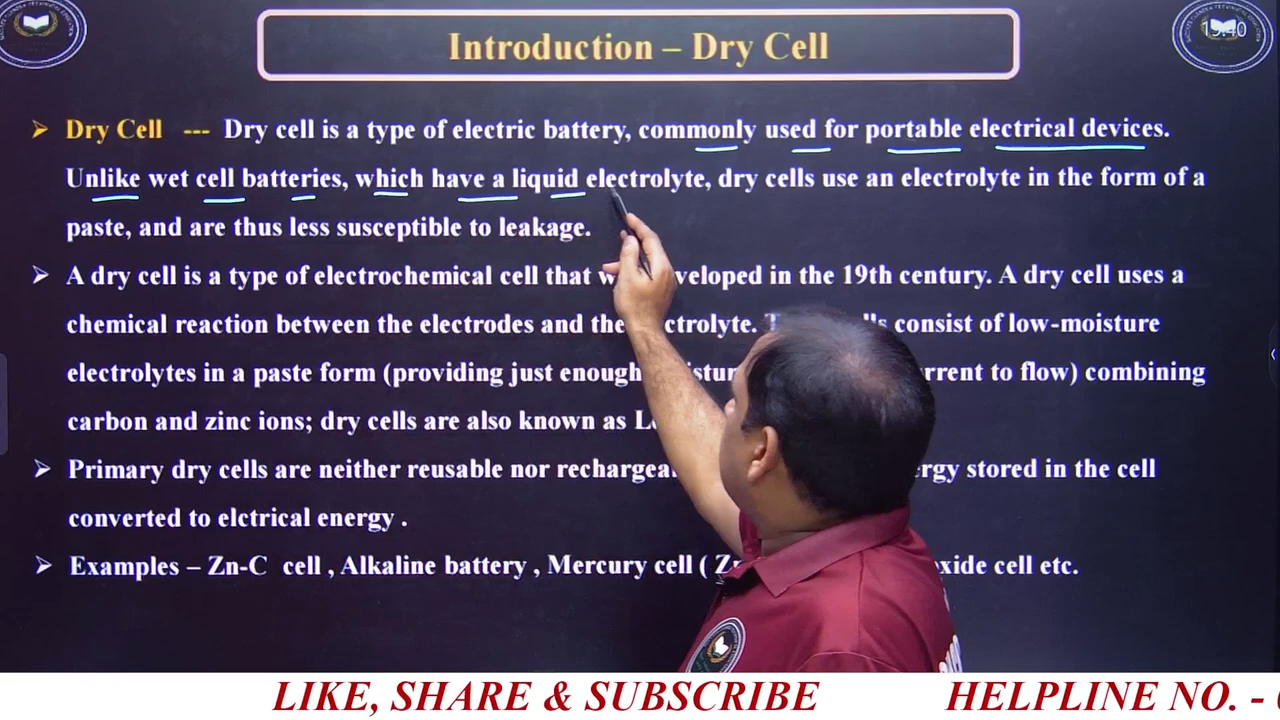 Introduction – Dry Cell
15:40
➢ Dry Cell --- Dry cell is a type of electric battery, commonly used for portable electrical devices.
Unlike wet cell batteries, which have a liquid electrolyte, dry cells use an electrolyte in the form of a
paste, and are thus less susceptible to leakage.
➢ A dry cell is a type of electrochemical cell that veloped in the 19th century. A dry cell uses a
chemical reaction between the electrodes and the ctrolyte. consist of low-moisture
electrolytes in a paste form (providing just enough to flow) combining
carbon and zinc ions; dry cells are also known as
➢ Primary dry cells are neither reusable nor stored in the cell
converted to elctrical energy .
➢ Examples – Zn-C cell , Alkaline battery , Mercury cell ( cell etc.
LIKE, SHARE & SUBSCRIBE HELPLINE NO. -